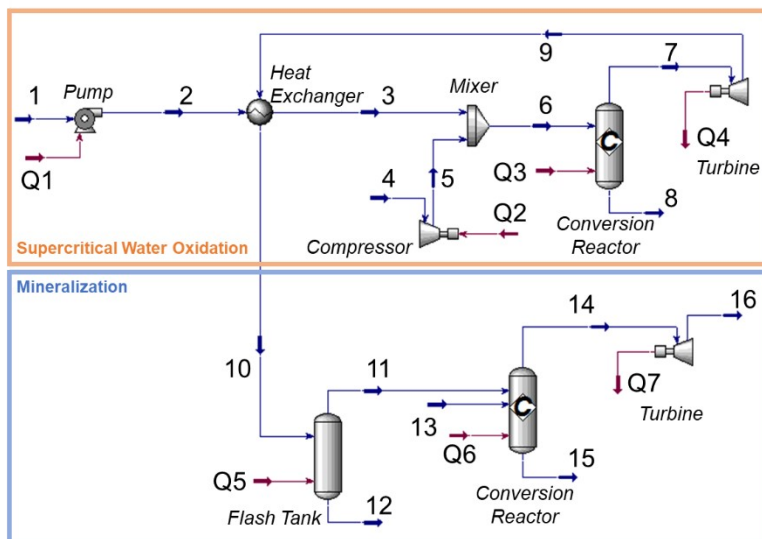 9
7
Heat
Exchanger
Mixer
1
Pump
2
3
6
Q4
Turbine
4
5
Q3
C
8
Q1
Q2
Compressor
Conversion
Reactor
Supercritical Water Oxidation
Mineralization
14
16
10
11
Q7
Turbine
C
13
Q6
15
Q5
12
Flash Tank
Conversion
Reactor